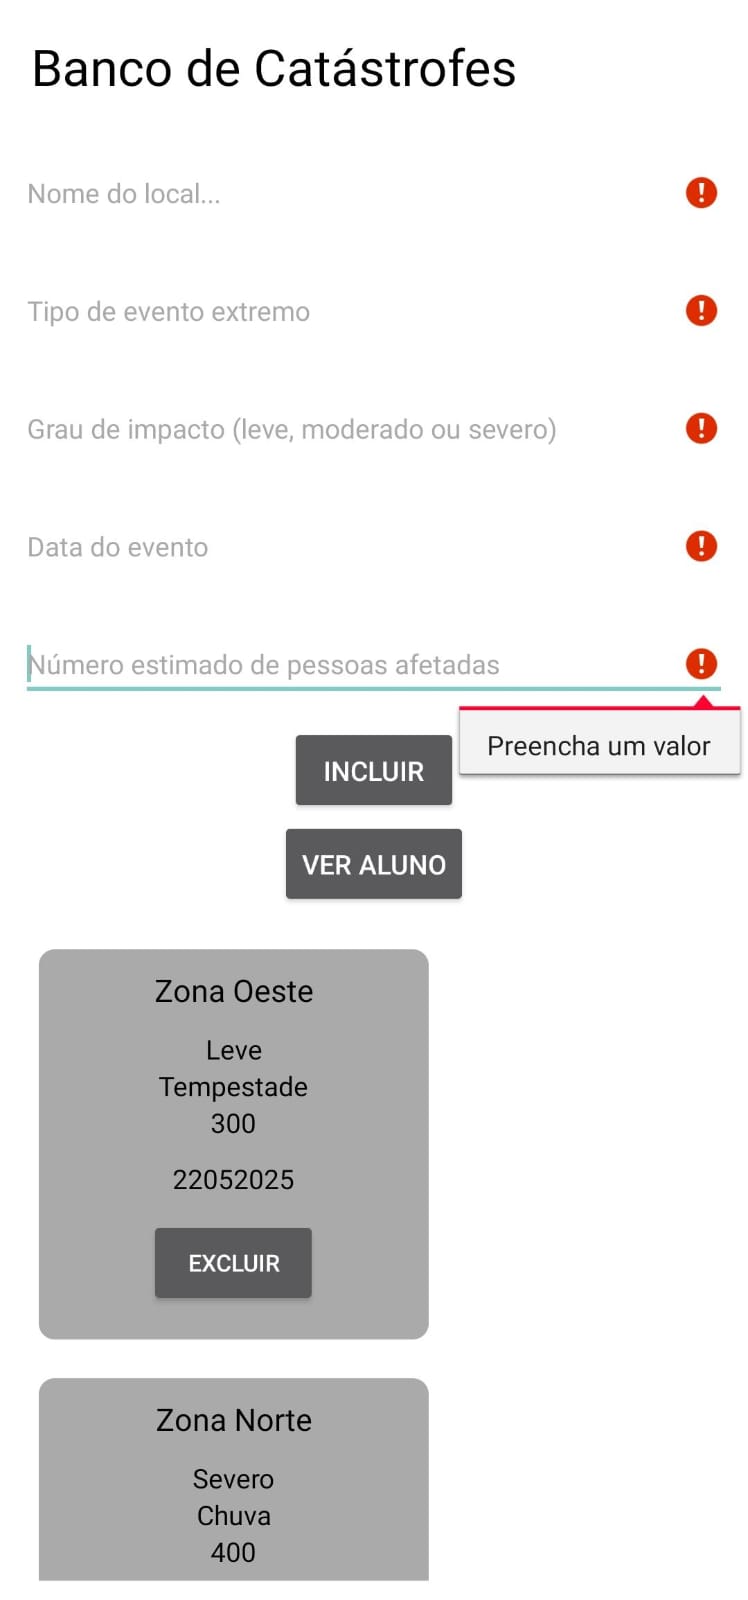 Banco de Catástrofes
Nome do local...
Tipo de evento extremo
Grau de impacto (leve, moderado ou severo)
Data do evento
Número estimado de pessoas afetadas
Preencha um valor
INCLUIR
VER ALUNO
Zona Oeste
Leve
Tempestade
300
22052025
EXCLUIR
Zona Norte
Severo
Chuva
400